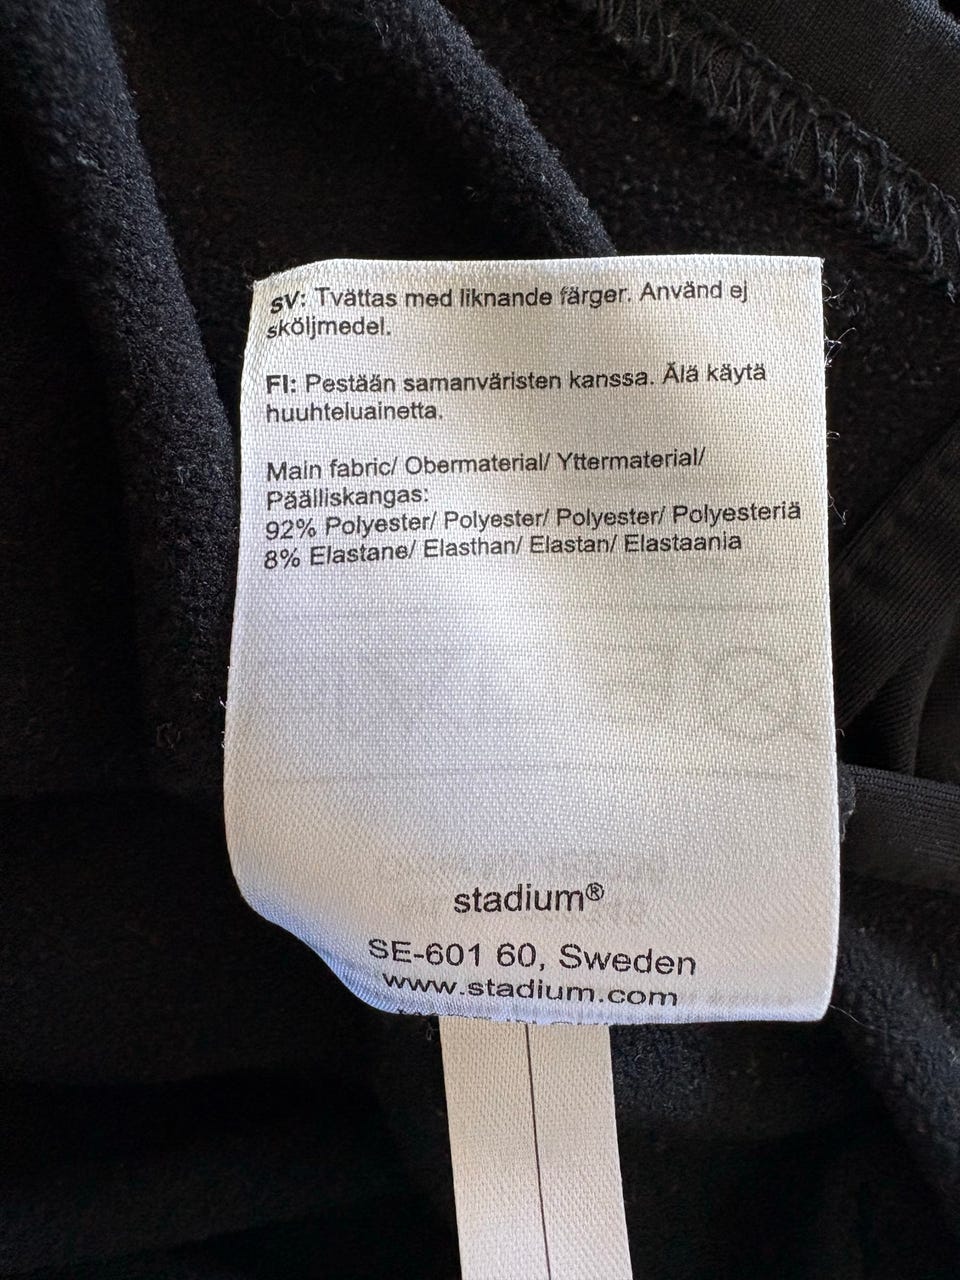 SV: Tvättas med liknande färger. Använd ej
sköljmedel.
FI: Pestään samanväristen kanssa. Älä käytä
huuhteluainetta.
Main fabric/ Obermaterial/ Yttermaterial/
Päälliskangas:
92% Polyester/ Polyester/ Polyester/ Polyesteriä
8% Elastane/ Elasthan/ Elastan/ Elastaania
stadium®
SE-601 60, Sweden
www.stadium.com